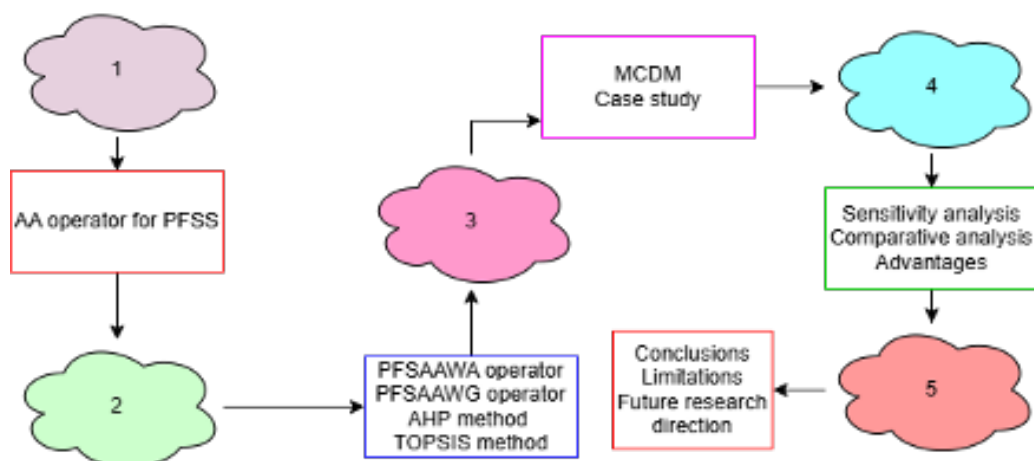 1
AA operator for PFSS
2
PFSAAWA operator
PFSAAWG operator
AHP method
TOPSIS method
3
MCDM
Case study
4
Sensitivity analysis
Comparative analysis
Advantages
5
Conclusions
Limitations
Future research
direction